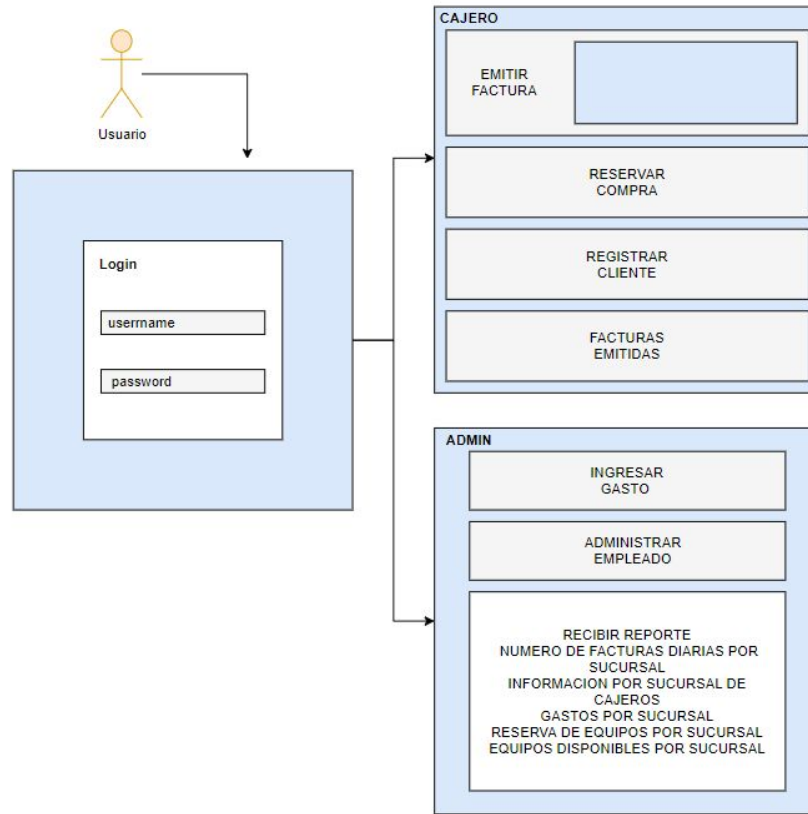 Usuario
Login
userrname
password
CAJERO
EMITIR
FACTURA
RESERVAR
COMPRA
REGISTRAR
CLIENTE
FACTURAS
EMITIDAS
ADMIN
INGRESAR
GASTO
ADMINISTRAR
EMPLEADO
RECIBIR REPORTE
NUMERO DE FACTURAS DIARIAS POR
SUCURSAL
INFORMACION POR SUCURSAL DE
CAJEROS
GASTOS POR SUCURSAL
RESERVA DE EQUIPOS POR SUCURSAL
EQUIPOS DISPONIBLES POR SUCURSAL